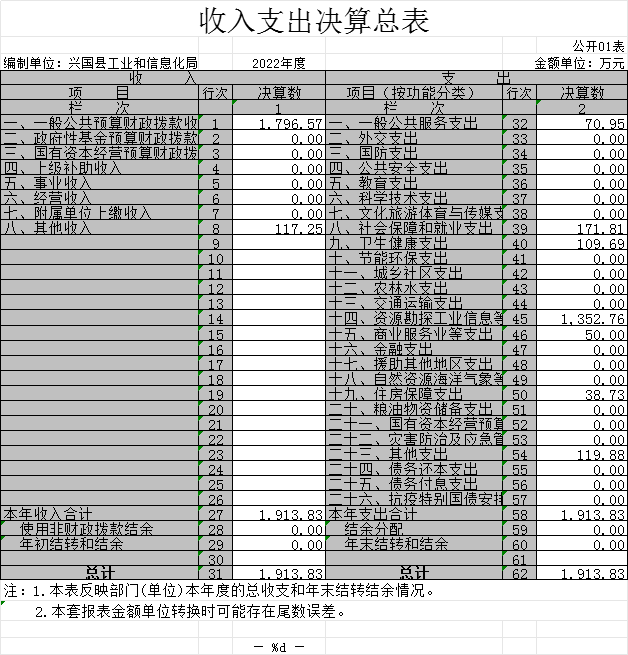 收入支出决算总表
公开01表
编制单位：兴国县工业和信息化局 2022年度 金额单位：万元
收 入 支 出
项 目 行次 决算数 项目（按功能分类） 行次 决算数
栏 次 1 栏 次 2
一、一般公共预算财政拨款收 1 1,796.57 一、一般公共服务支出 32 70.95
二、政府性基金预算财政拨款 2 0.00 二、外交支出 33 0.00
三、国有资本经营预算财政拨 3 0.00 三、国防支出 34 0.00
四、上级补助收入 4 0.00 四、公共安全支出 35 0.00
五、事业收入 5 0.00 五、教育支出 36 0.00
六、经营收入 6 0.00 六、科学技术支出 37 0.00
七、附属单位上缴收入 7 0.00 七、文化旅游体育与传媒支 38 0.00
八、其他收入 8 117.25 八、社会保障和就业支出 39 171.81
9 九、卫生健康支出 40 109.69
10 十、节能环保支出 41 0.00
11 十一、城乡社区支出 42 0.00
12 十二、农林水支出 43 0.00
13 十三、交通运输支出 44 0.00
14 十四、资源勘探工业信息等 45 1,352.76
15 十五、商业服务业等支出 46 50.00
16 十六、金融支出 47 0.00
17 十七、援助其他地区支出 48 0.00
18 十八、自然资源海洋气象等 49 0.00
19 十九、住房保障支出 50 38.73
20 二十、粮油物资储备支出 51 0.00
21 二十一、国有资本经营预算 52 0.00
22 二十二、灾害防治及应急管 53 0.00
23 二十三、其他支出 54 119.88
24 二十四、债务还本支出 55 0.00
25 二十五、债务付息支出 56 0.00
26 二十六、抗疫特别国债安排 57 0.00
本年收入合计 27 1,913.83 本年支出合计 58 1,913.83
使用非财政拨款结余 28 0.00 结余分配 59 0.00
年初结转和结余 29 0.00 年末结转和结余 60 0.00
30 61
总计 31 1,913.83 总计 62 1,913.83
注：1.本表反映部门(单位)本年度的总收支和年末结转结余情况。
2.本套报表金额单位转换时可能存在尾数误差。
— %d —